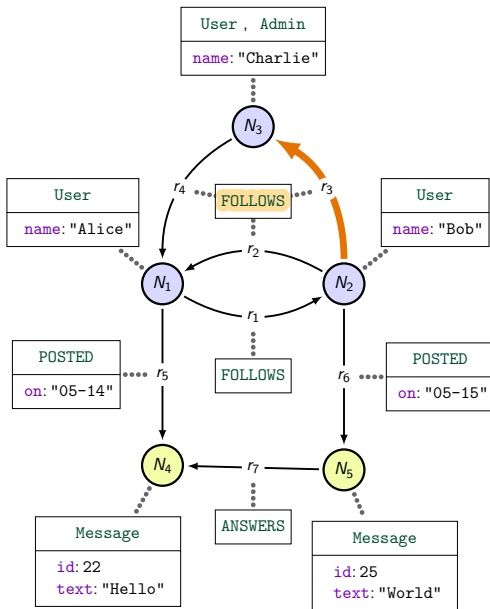 User , Admin
name: "Charlie"
N3
r4
r3
FOLLOWS
User
name: "Alice"
User
name: "Bob"
r2
N1
N2
r1
POSTED
on: "05-14"
r5
FOLLOWS
r6
POSTED
on: "05-15"
N4
r7
N5
ANSWERS
Message
id: 22
text: "Hello"
Message
id: 25
text: "World"